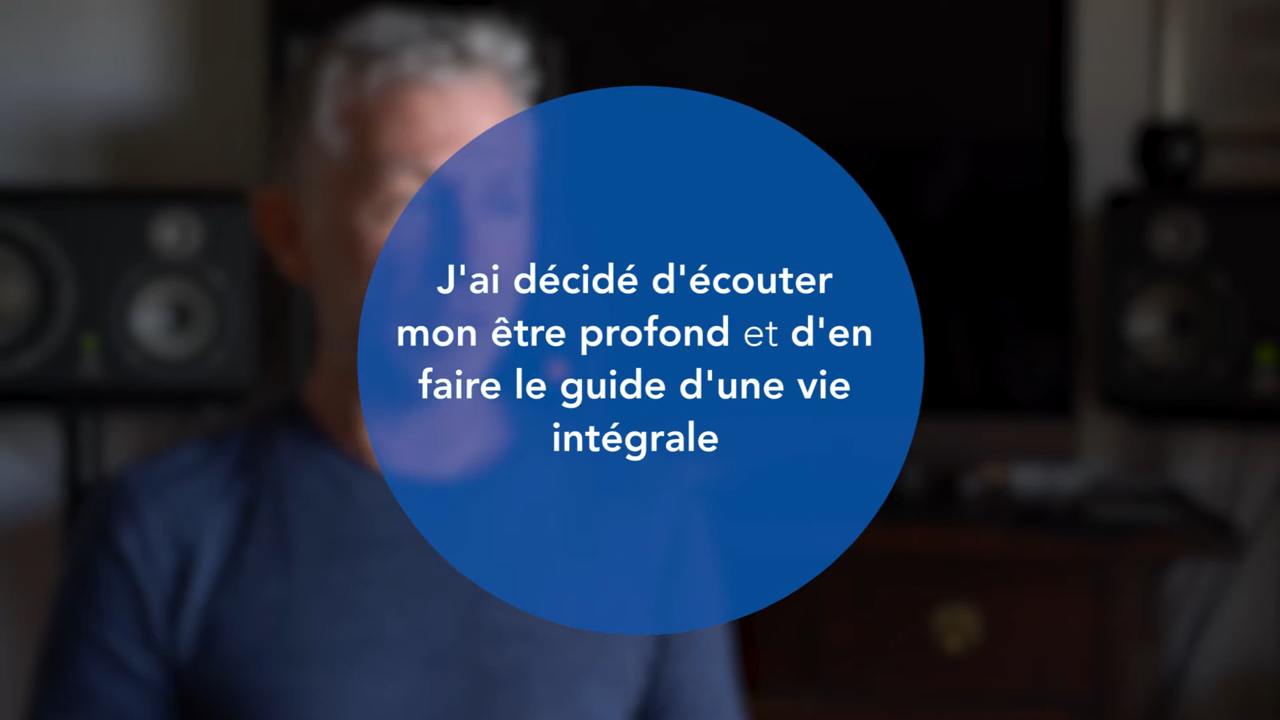 J'ai décidé d'écouter
mon être profond et d'en
faire le guide d'une vie
intégrale